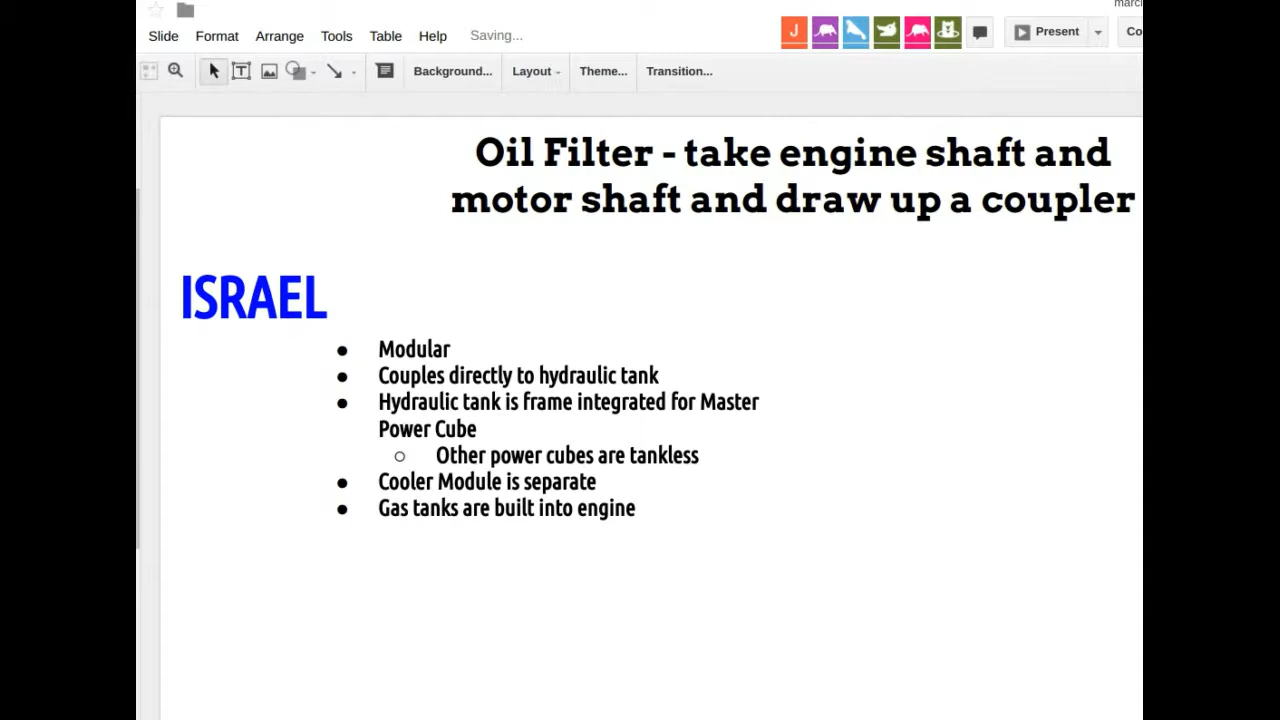 marci
Slide Format Arrange Tools Table Help Saving...
J
Present
Co
Background... Layout Theme... Transition...
Oil Filter - take engine shaft and
motor shaft and draw up a coupler
ISRAEL
● Modular
● Couples directly to hydraulic tank
● Hydraulic tank is frame integrated for Master
Power Cube
○ Other power cubes are tankless
● Cooler Module is separate
● Gas tanks are built into engine